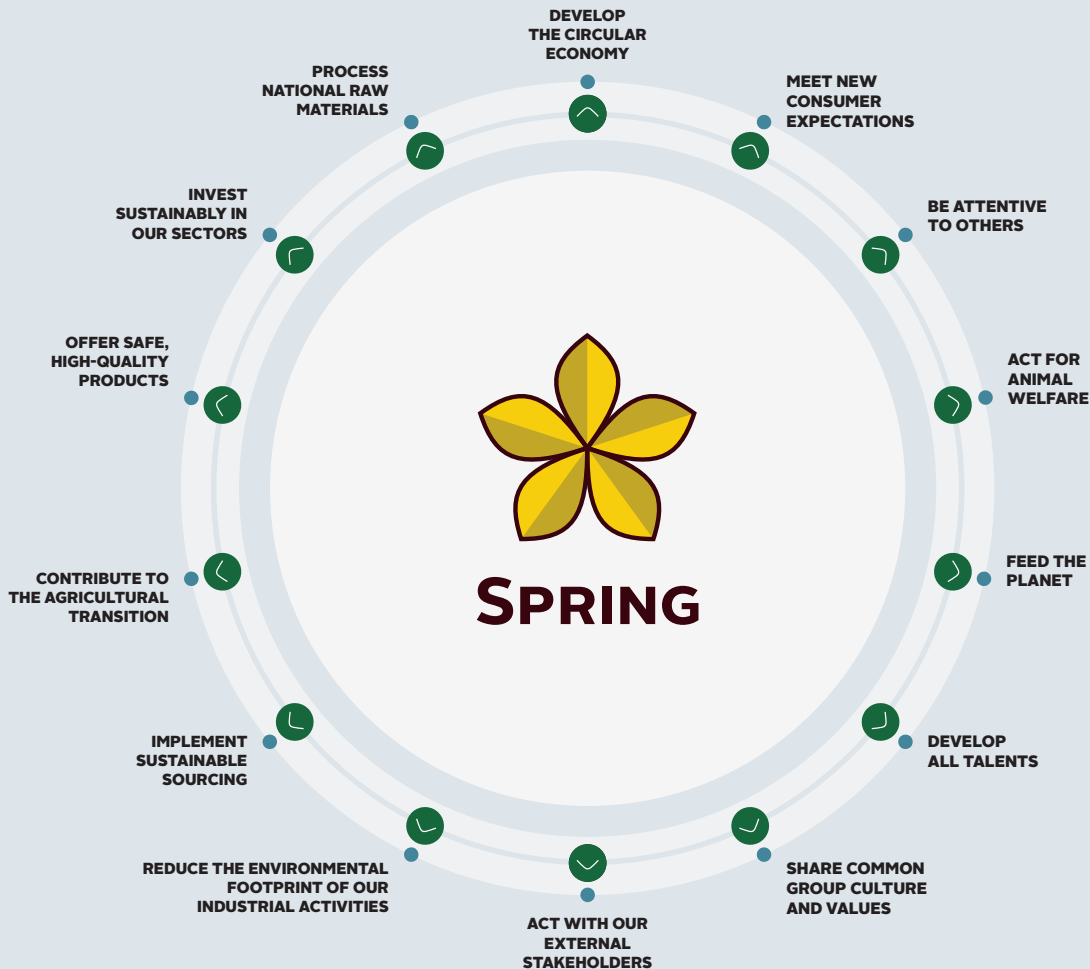 DEVELOP
THE CIRCULAR
ECONOMY
MEET NEW
CONSUMER
EXPECTATIONS
BE ATTENTIVE
TO OTHERS
ACT FOR
ANIMAL
WELFARE
FEED THE
PLANET
DEVELOP
ALL TALENTS
SHARE COMMON
GROUP CULTURE
AND VALUES
ACT WITH OUR
EXTERNAL
STAKEHOLDERS
REDUCE THE ENVIRONMENTAL
FOOTPRINT OF OUR
INDUSTRIAL ACTIVITIES
IMPLEMENT
SUSTAINABLE
SOURCING
CONTRIBUTE TO
THE AGRICULTURAL
TRANSITION
OFFER SAFE,
HIGH-QUALITY
PRODUCTS
INVEST
SUSTAINABLY IN
OUR SECTORS
PROCESS
NATIONAL RAW
MATERIALS
SPRING